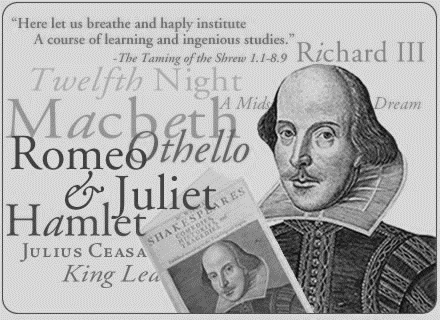 “Here let us breathe and haply institute
A course of learning and ingenious studies.”
-The Taming of the Shrew 1.1-8.9
Richard III
Twelfth Night
A Mids Dream
Macbeth
Othello
Romeo
& Juliet
Hamlet
Julius Ceasa
King Lea
SHAKESPEARES
COMEDIES
TRAGEDIES